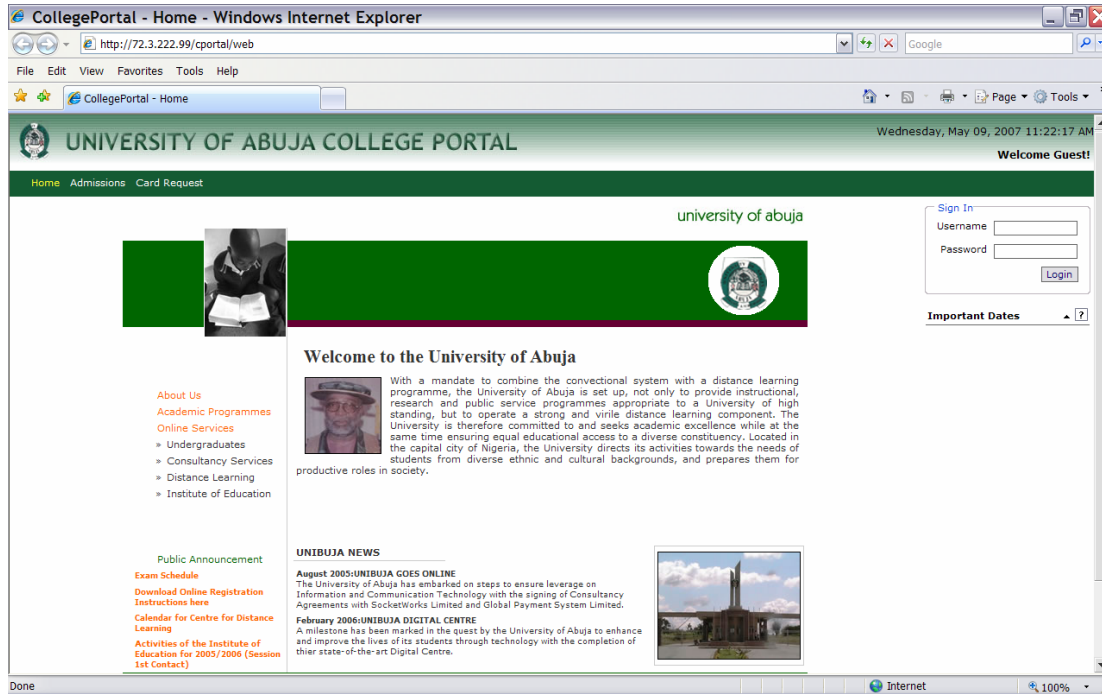 CollegePortal - Home - Windows Internet Explorer
http://72.3.222.99/cportal/web
Google
File Edit View Favorites Tools Help
CollegePortal - Home
Page Tools
UNIVERSITY OF ABUJA COLLEGE PORTAL
Wednesday, May 09, 2007 11:22:17 AM
Welcome Guest!
Home Admissions Card Request
university of abuja
Sign In
Username
Password
Login
Important Dates
?
Welcome to the University of Abuja
With a mandate to combine the convectional system with a distance learning
programme, the University of Abuja is set up, not only to provide instructional,
research and public service programmes appropriate to a University of high
standing, but to operate a strong and virile distance learning component. The
University is therefore committed to and seeks academic excellence while at the
same time ensuring equal educational access to a diverse constituency. Located in
the capital city of Nigeria, the University directs its activities towards the needs of
students from diverse ethnic and cultural backgrounds, and prepares them for
productive roles in society.
About Us
Academic Programmes
Online Services
» Undergraduates
» Consultancy Services
» Distance Learning
» Institute of Education
Public Announcement
Exam Schedule
Download Online Registration
Instructions here
Calendar for Centre for Distance
Learning
Activities of the Institute of
Education for 2005/2006 (Session
1st Contact)
UNIBUJA NEWS
August 2005:UNIBUJA GOES ONLINE
The University of Abuja has embarked on steps to ensure leverage on
Information and Communication Technology with the signing of Consultancy
Agreements with SocketWorks Limited and Global Payment System Limited.
February 2006:UNIBUJA DIGITAL CENTRE
A milestone has been marked in the quest by the University of Abuja to enhance
and improve the lives of its students through technology with the completion of
thier state-of-the-art Digital Centre.
Done
Internet
100%